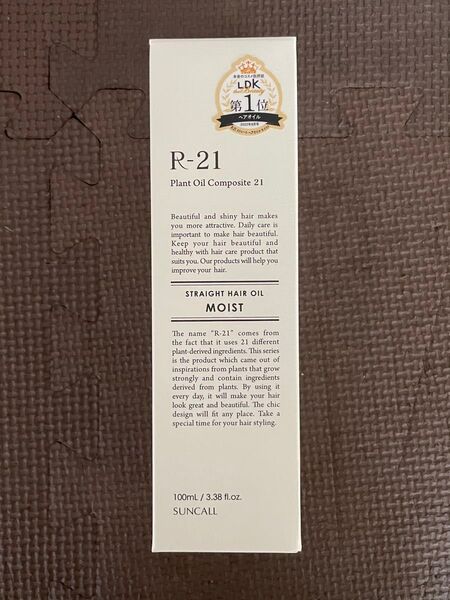 LDK
the Beauty
第1位
ヘアオイル
R-21
Plant Oil Composite 21
Beautiful and shiny hair makes
you more attractive. Daily care is
important to make hair beautiful.
Keep your hair beautiful and
healthy with hair care product that
suits you. Our products will help you
improve your hair.
STRAIGHT HAIR OIL
MOIST
The name "R-21" comes from
the fact that it uses 21 different
plant-derived ingredients. This series
is the product which came out of
inspirations from plants that grow
strongly and contain ingredients
derived from plants. By using it
every day, it will make your hair
look great and beautiful. The chic
design will fit any place. Take a
special time for your hair styling.
100mL / 3.38 fl.oz.
SUNCALL